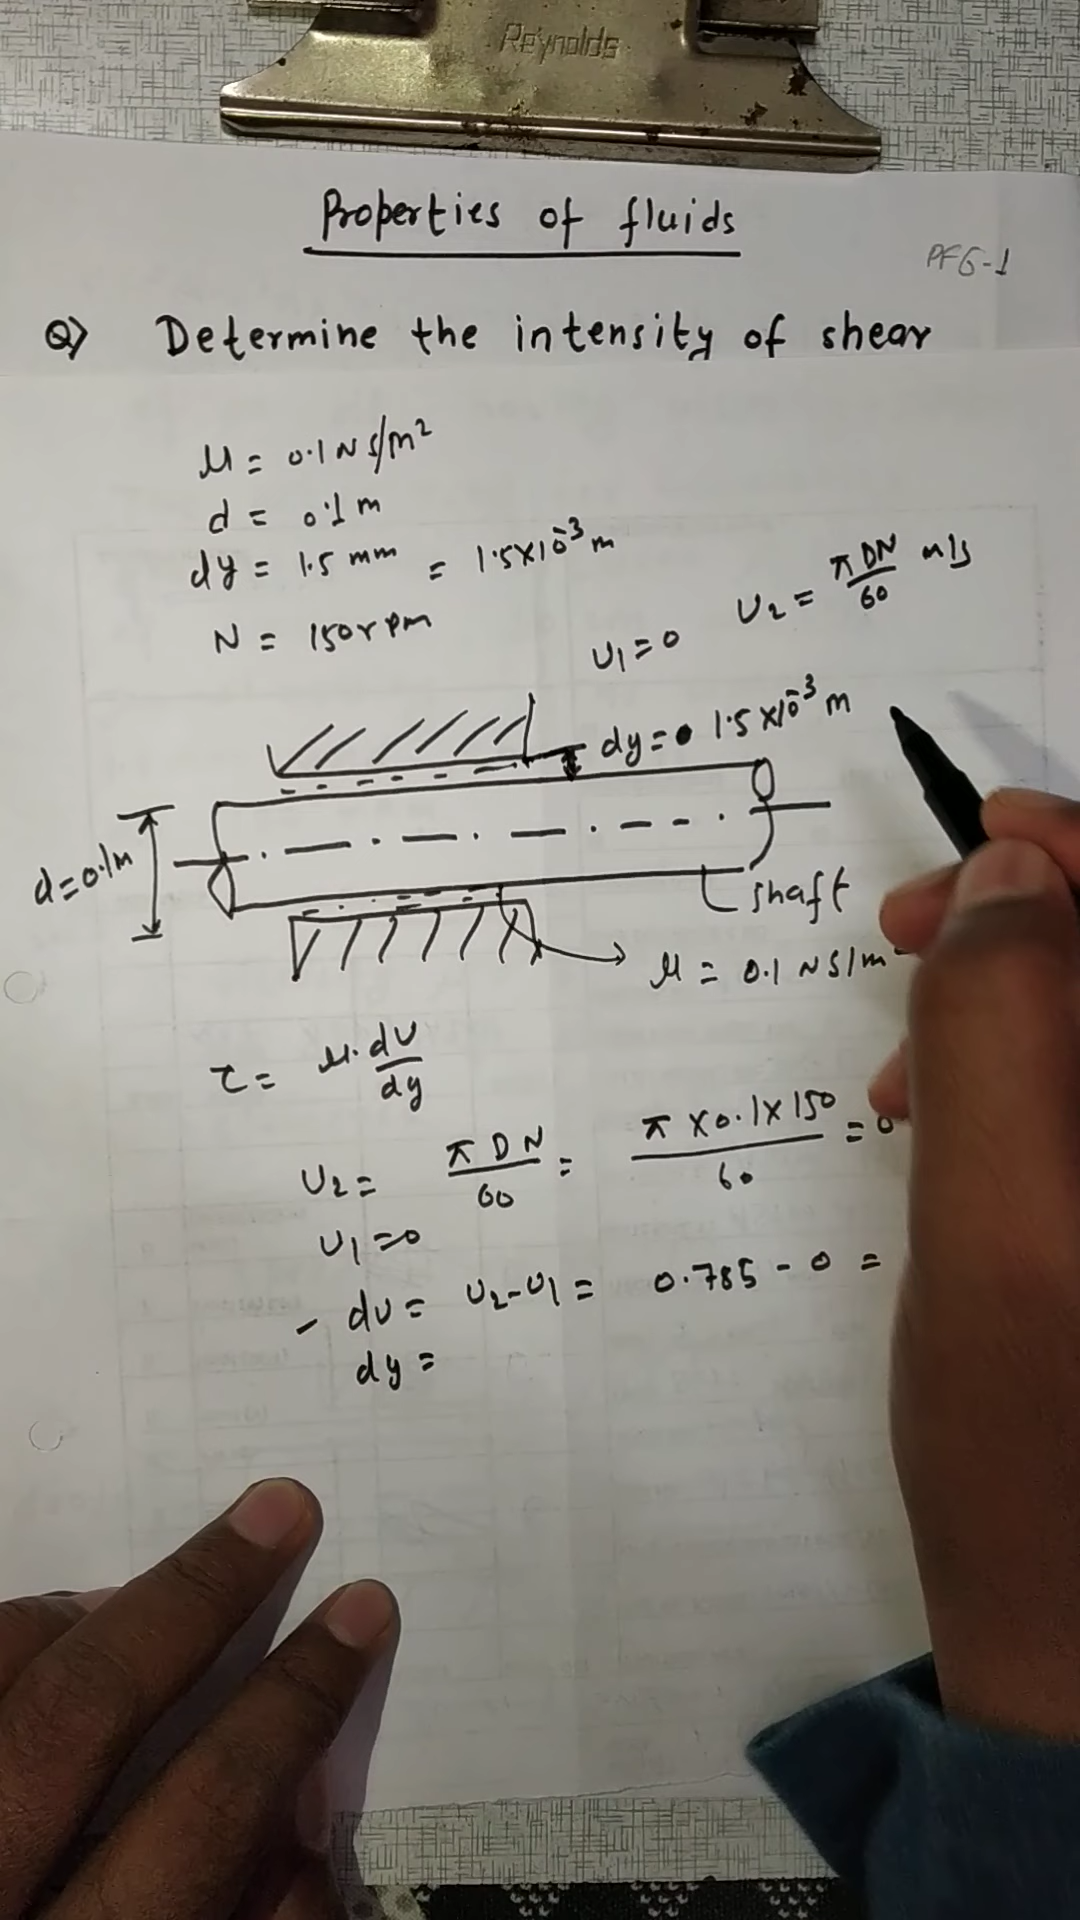 Reynolds
Properties of fluids
PFG-1
Q) Determine the intensity of shear
μ = 0.1 N s/m²
d = 0.1 m
dy = 1.5 mm = 1.5×10⁻³ m
N = 150 rpm
U₁ = 0
U₂ = πDN/60 m/s
dy = 1.5×10⁻³ m
d = 0.1m
shaft
μ = 0.1 NS/m²
τ = μ. du/dy
U₂ = πDN/60 = π×0.1×150/60 = 0
U₁ = 0
- du = U₂-U₁ = 0.785 - 0 =
dy =